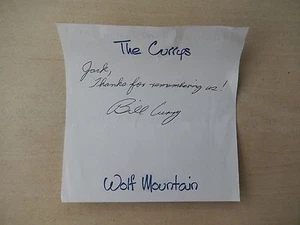 The Currys
Jack,
Thanks for remembering us!
Bill Curry
Wolf Mountain